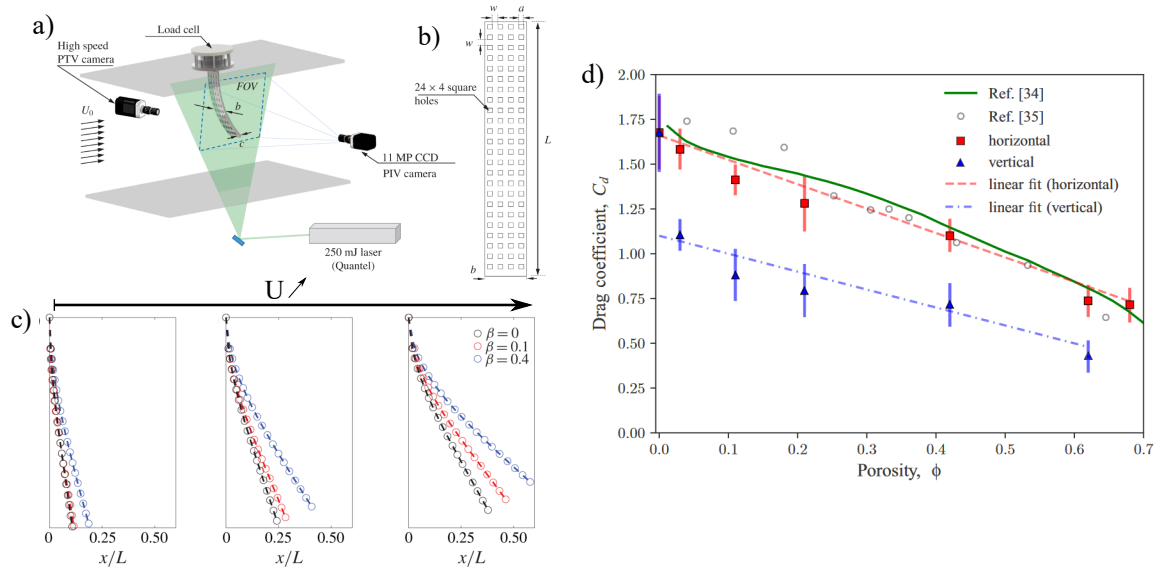 a)
Load cell
High speed
PTV camera
FOV
U₀
b
c
11 MP CCD
PIV camera
250 mJ laser
(Quantel)
b)
w
a
w
24 × 4 square
holes
L
b
U ↗
c)
β = 0
β = 0.1
β = 0.4
0 0.25 0.50
x/L
0 0.25 0.50
x/L
0 0.25 0.50
x/L
d)
Drag coefficient, C_d
2.00
1.75
1.50
1.25
1.00
0.75
0.50
0.25
0.00
Ref. [34]
Ref. [35]
horizontal
vertical
linear fit (horizontal)
linear fit (vertical)
0.0 0.1 0.2 0.3 0.4 0.5 0.6 0.7
Porosity, ϕ